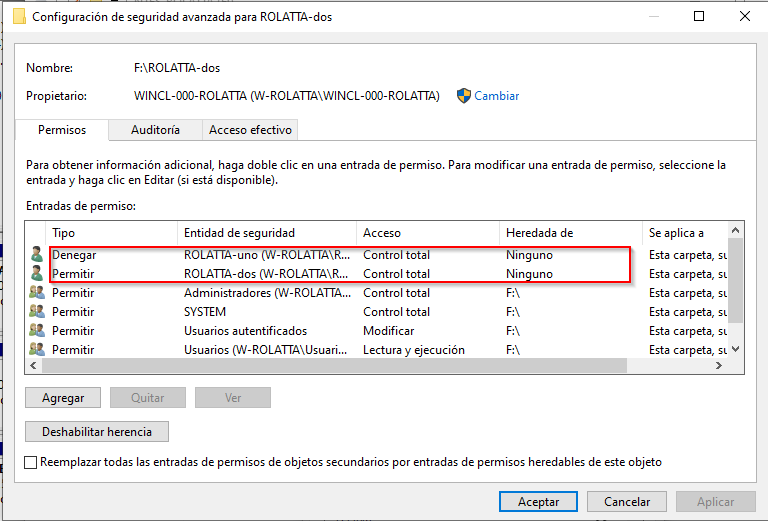 Configuración de seguridad avanzada para ROLATTA-dos
Nombre: F:\ROLATTA-dos
Propietario: WINCL-000-ROLATTA (W-ROLATTA\WINCL-000-ROLATTA) Cambiar
Permisos Auditoría Acceso efectivo
Para obtener información adicional, haga doble clic en una entrada de permiso. Para modificar una entrada de permiso, seleccione la
entrada y haga clic en Editar (si está disponible).
Entradas de permiso:
Tipo Entidad de seguridad Acceso Heredada de Se aplica a
Denegar ROLATTA-uno (W-ROLATTA\R... Control total Ninguno Esta carpeta, su
Permitir ROLATTA-dos (W-ROLATTA\R... Control total Ninguno Esta carpeta, su
Permitir Administradores (W-ROLATTA... Control total F:\ Esta carpeta, su
Permitir SYSTEM Control total F:\ Esta carpeta, su
Permitir Usuarios autentificados Modificar F:\ Esta carpeta, su
Permitir Usuarios (W-ROLATTA\Usuari... Lectura y ejecución F:\ Esta carpeta, su
Agregar Quitar Ver
Deshabilitar herencia
Reemplazar todas las entradas de permisos de objetos secundarios por entradas de permisos heredables de este objeto
Aceptar Cancelar Aplicar